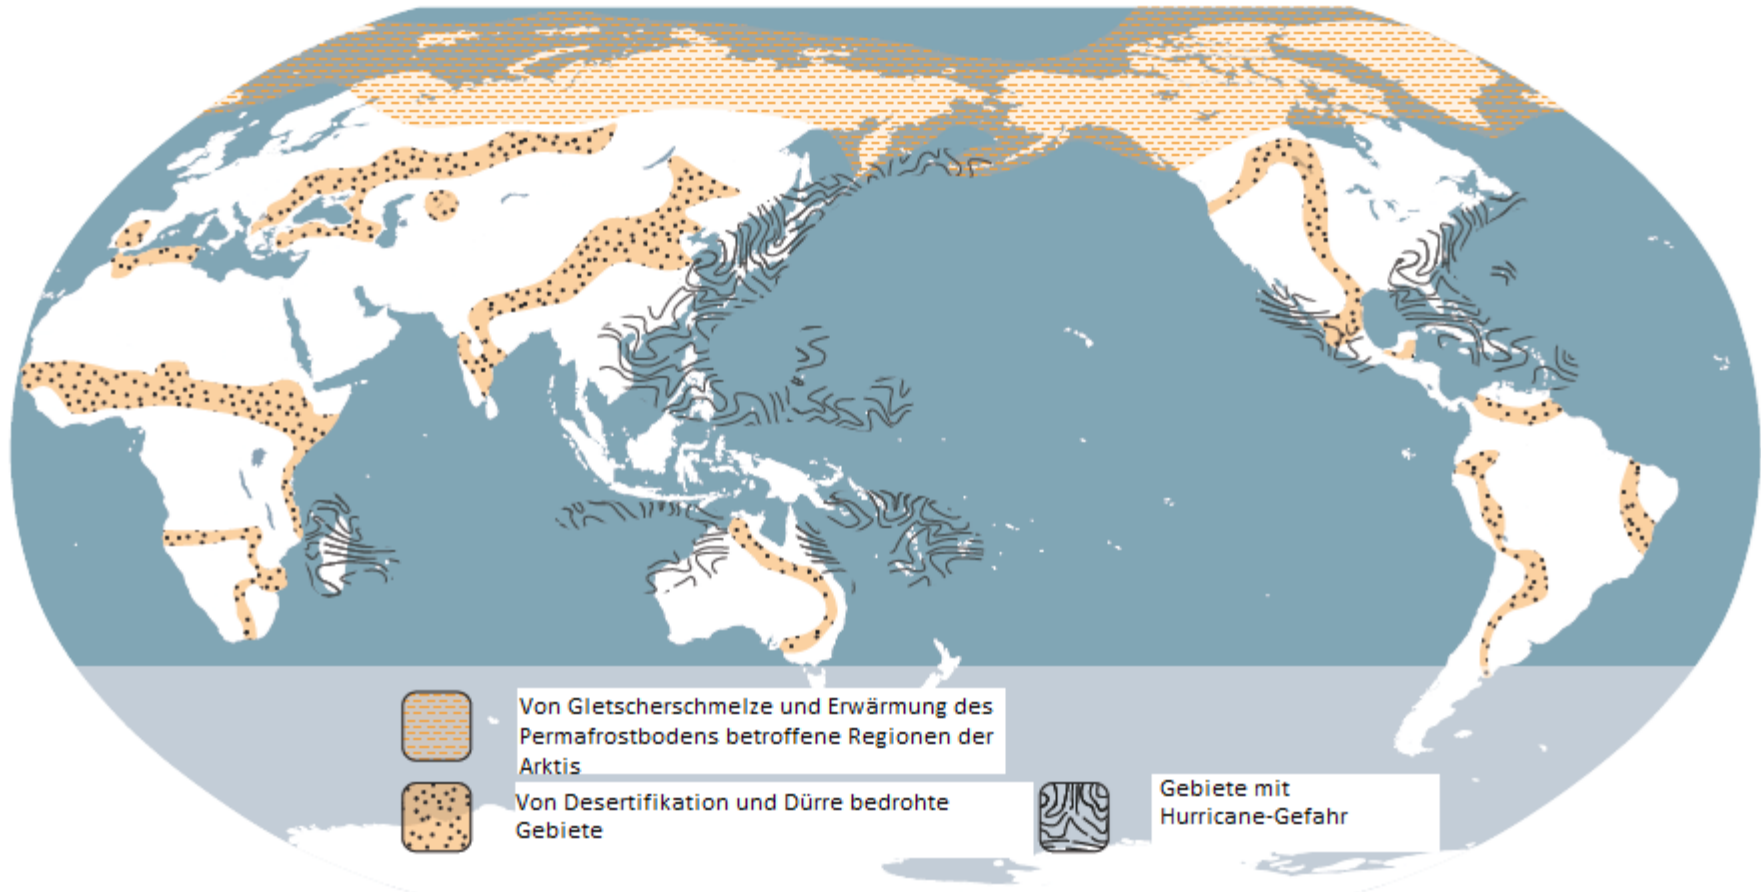 Von Gletscherschmelze und Erwärmung des
Permafrostbodens betroffene Regionen der
Arktis
Von Desertifikation und Dürre bedrohte
Gebiete
Gebiete mit
Hurricane-Gefahr